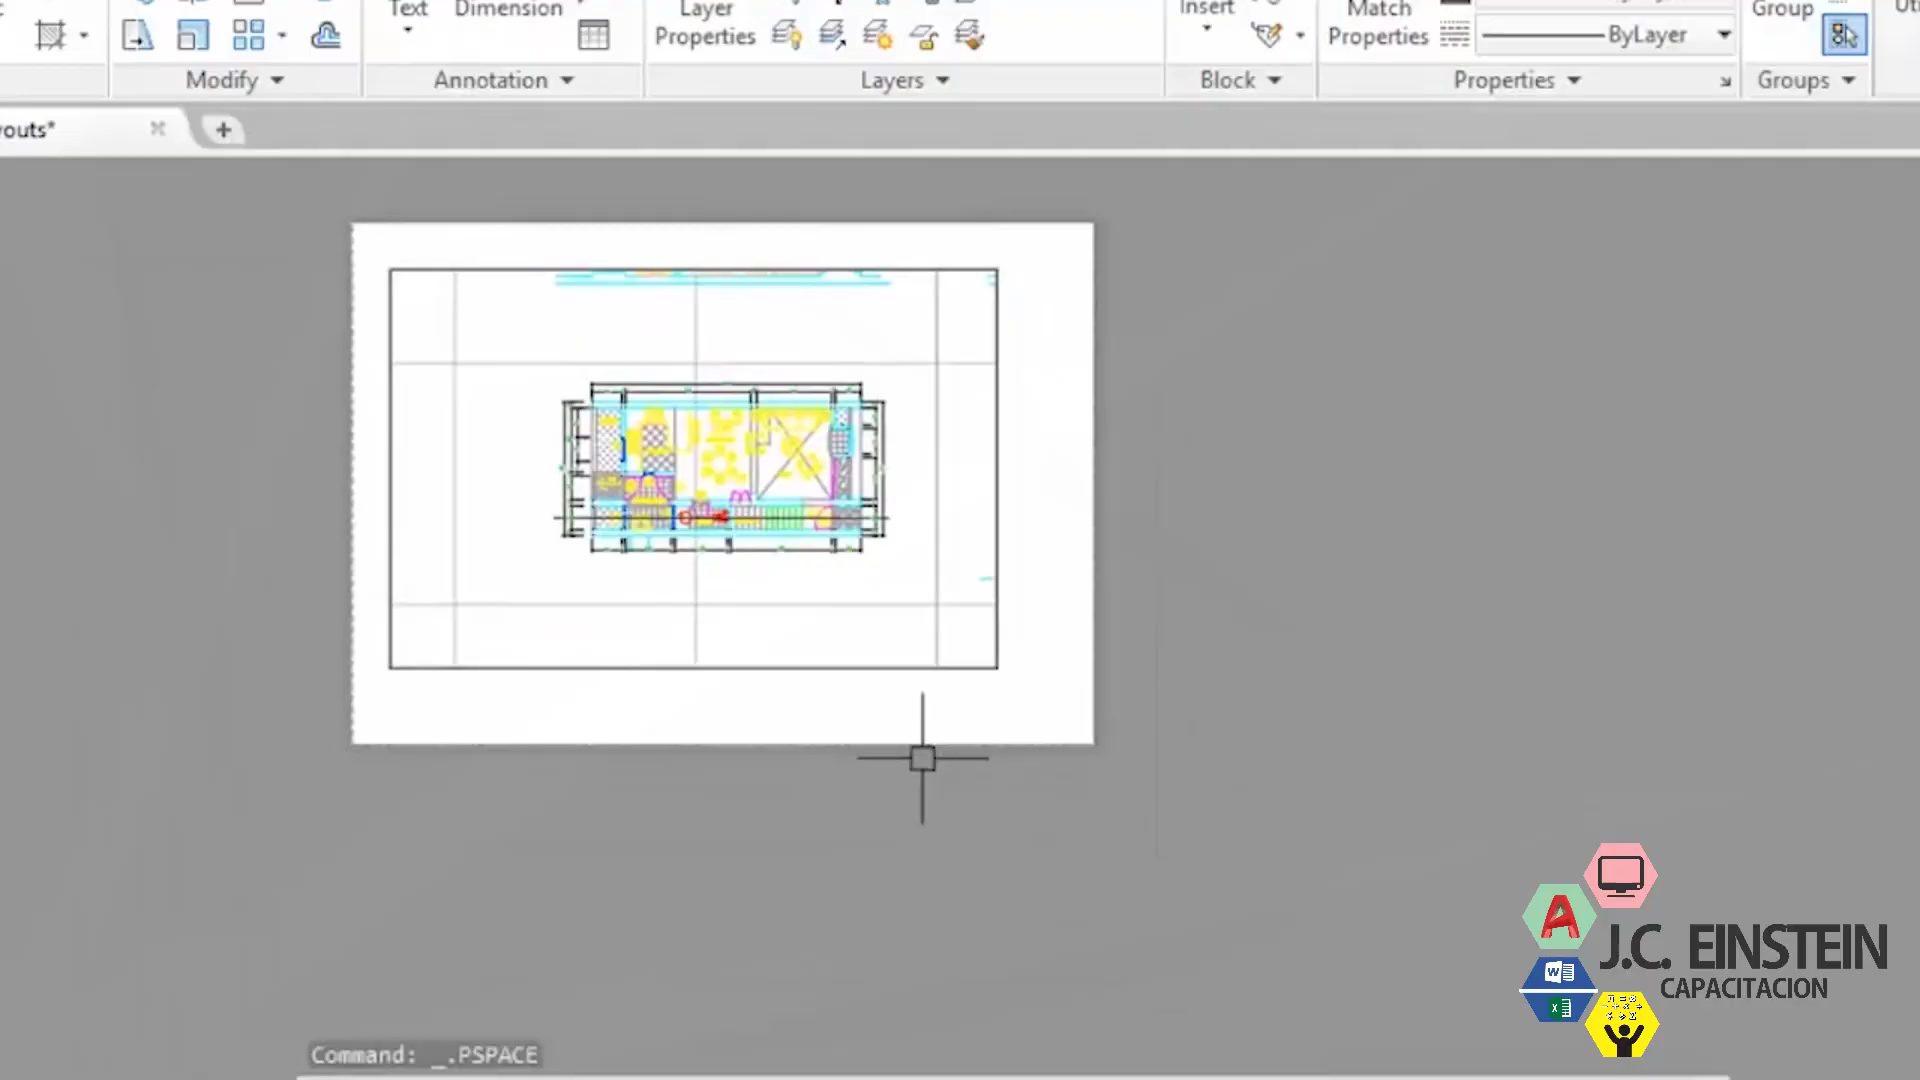 Text
Dimension
Layer
Properties
Insert
Match
Properties
ByLayer
Group
Modify
Annotation
Layers
Block
Properties
Groups
youts*
Command: _.PSPACE
J.C. EINSTEIN
CAPACITACION